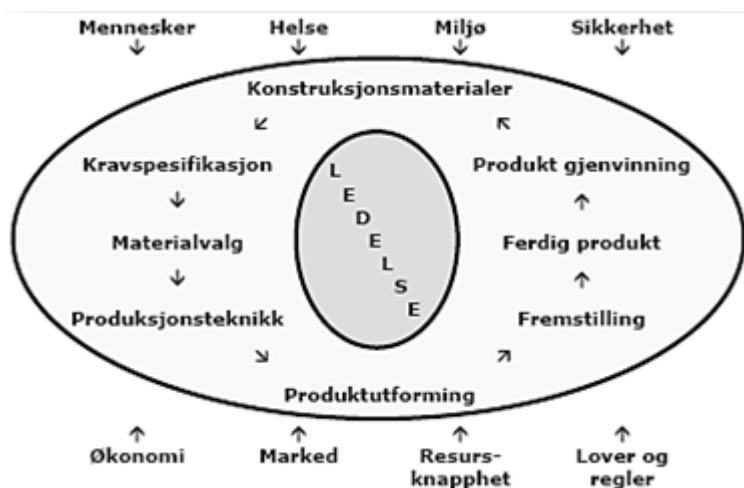 Mennesker Helse Miljø Sikkerhet
Konstruksjonsmaterialer
Kravspesifikasjon
Produkt gjenvinning
Materialvalg
Ferdig produkt
Produksjonsteknikk
Fremstilling
LEDELSE
Produktutforming
Økonomi
Marked
Resurs-
knapphet
Lover og
regler